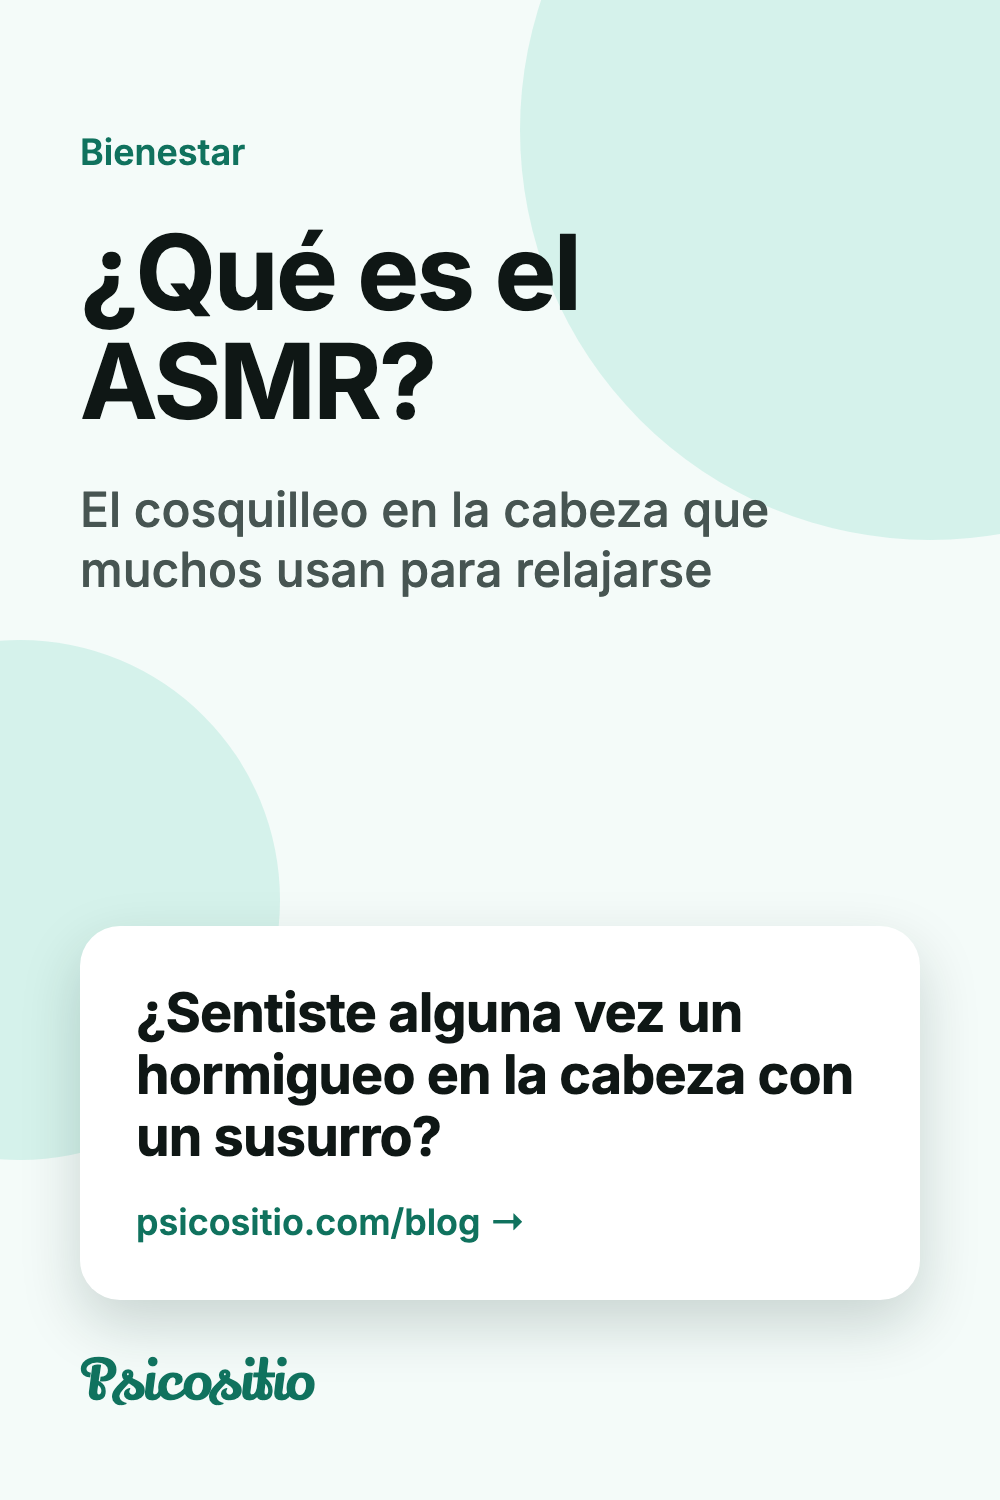 Bienestar
¿Qué es el
ASMR?
El cosquilleo en la cabeza que
muchos usan para relajarse
¿Sentiste alguna vez un
hormigueo en la cabeza con
un susurro?
psicositio.com/blog →
Psicositio